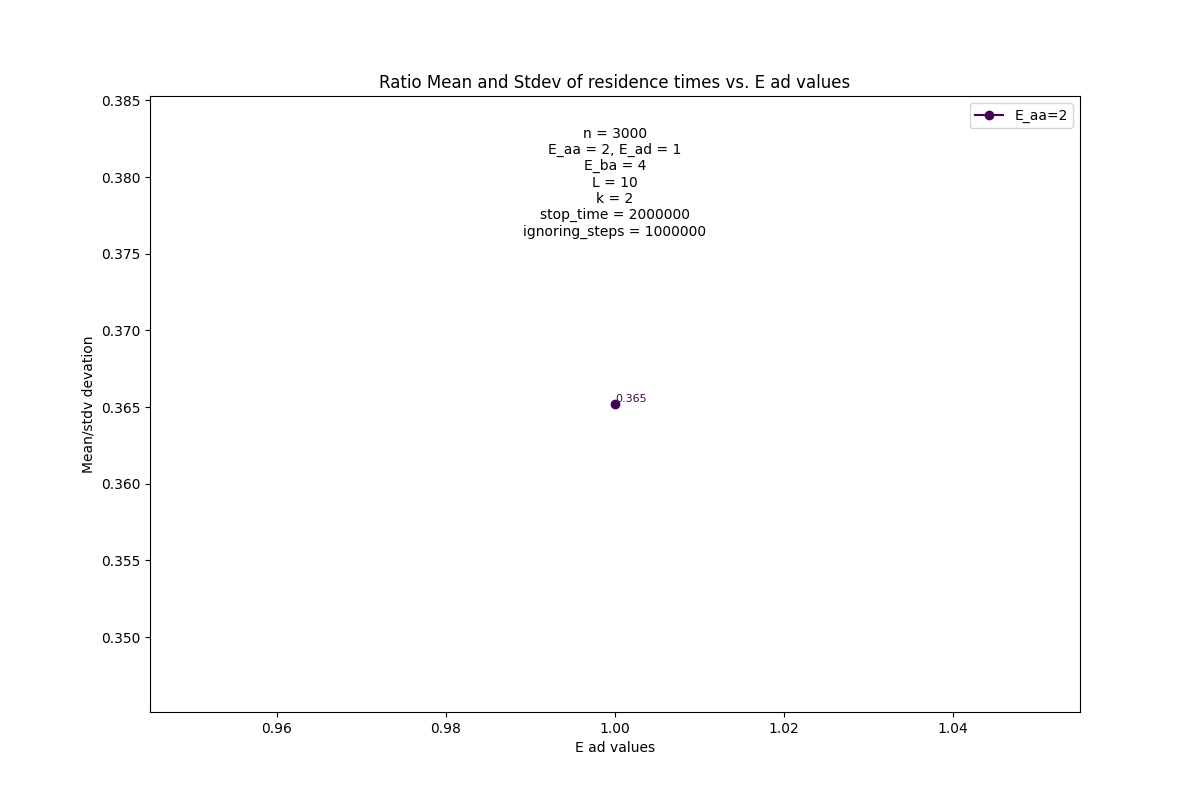 Ratio Mean and Stdev of residence times vs. E ad values
E_aa=2
n = 3000
E_aa = 2, E_ad = 1
E_ba = 4
L = 10
k = 2
stop_time = 2000000
ignoring_steps = 1000000
0.385
0.380
0.375
0.370
0.365
0.360
0.355
0.350
Mean/stdv devation
0.365
0.96
0.98
1.00
1.02
1.04
E ad values